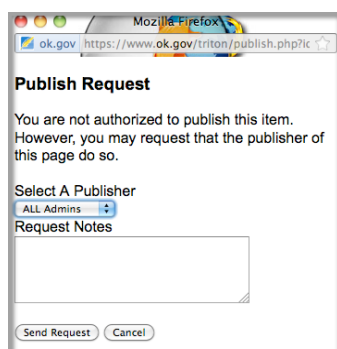 Mozilla Firefox
ok.gov https://www.ok.gov/triton/publish.php?ic
Publish Request
You are not authorized to publish this item.
However, you may request that the publisher of
this page do so.
Select A Publisher
ALL Admins
Request Notes
Send Request Cancel